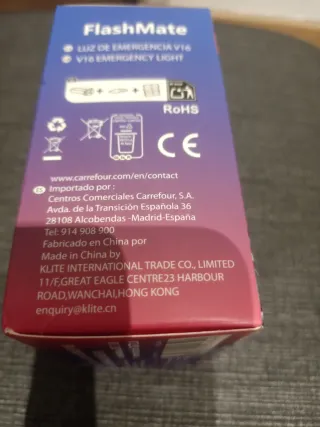 FlashMate
LUZ DE EMERGENCIA V16
V16 EMERGENCY LIGHT
RoHS
CE
www.carrefour.com/en/contact
ES Importado por :
Centros Comerciales Carrefour, S.A.
Avda. de la Transición Española 36
28108 Alcobendas -Madrid-España
Tel: 914 908 900
Fabricado en China por
Made in China by
KLITE INTERNATIONAL TRADE CO., LIMITED
11/F,GREAT EAGLE CENTRE23 HARBOUR
ROAD,WANCHAI,HONG KONG
enquiry@klite.cn